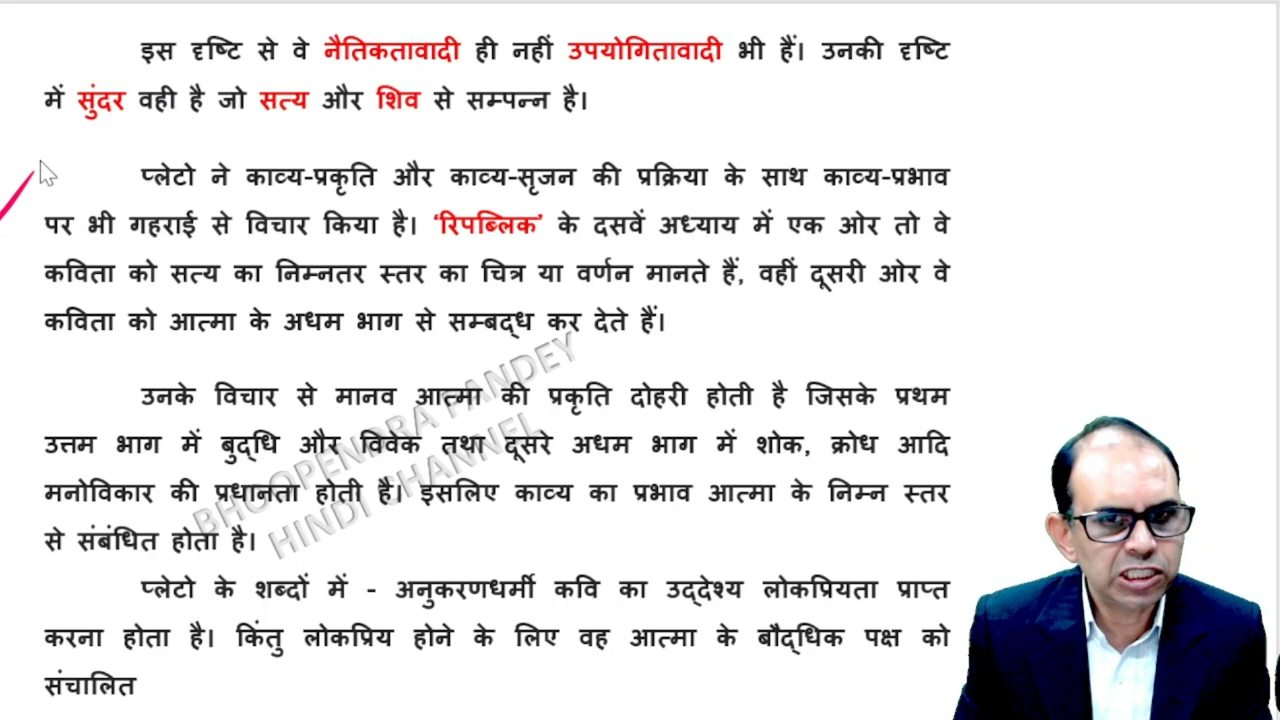 इस दृष्टि से वे नैतिकतावादी ही नहीं उपयोगितावादी भी हैं। उनकी दृष्टि
में सुंदर वही है जो सत्य और शिव से सम्पन्न है।
प्लेटो ने काव्य-प्रकृति और काव्य-सृजन की प्रक्रिया के साथ काव्य-प्रभाव
पर भी गहराई से विचार किया है। ‘रिपब्लिक’ के दसवें अध्याय में एक ओर तो वे
कविता को सत्य का निम्नतर स्तर का चित्र या वर्णन मानते हैं, वहीं दूसरी ओर वे
कविता को आत्मा के अधम भाग से सम्बद्ध कर देते हैं।
उनके विचार से मानव आत्मा की प्रकृति दोहरी होती है जिसके प्रथम
उत्तम भाग में बुद्धि और विवेक तथा दूसरे अधम भाग में शोक, क्रोध आदि
मनोविकार की प्रधानता होती है। इसलिए काव्य का प्रभाव आत्मा के निम्न स्तर
से संबंधित होता है।
प्लेटो के शब्दों में - अनुकरणधर्मी कवि का उद्देश्य लोकप्रियता प्राप्त
करना होता है। किंतु लोकप्रिय होने के लिए वह आत्मा के बौद्धिक पक्ष को
संचालित
BHOOPENDRA PANDEY
HINDI CHANNEL